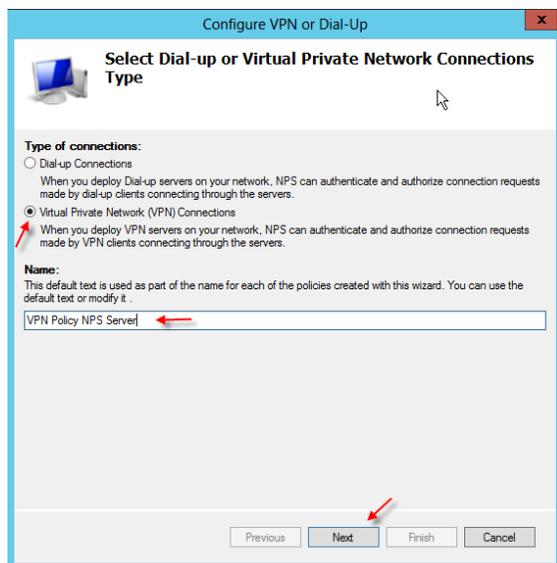 Configure VPN or Dial-Up
x
Select Dial-up or Virtual Private Network Connections
Type
Type of connections:
Dial-up Connections
When you deploy Dial-up servers on your network, NPS can authenticate and authorize connection requests
made by dial-up clients connecting through the servers.
Virtual Private Network (VPN) Connections
When you deploy VPN servers on your network, NPS can authenticate and authorize connection requests
made by VPN clients connecting through the servers.
Name:
This default text is used as part of the name for each of the policies created with this wizard. You can use the
default text or modify it .
VPN Policy NPS Server
Previous Next Finish Cancel